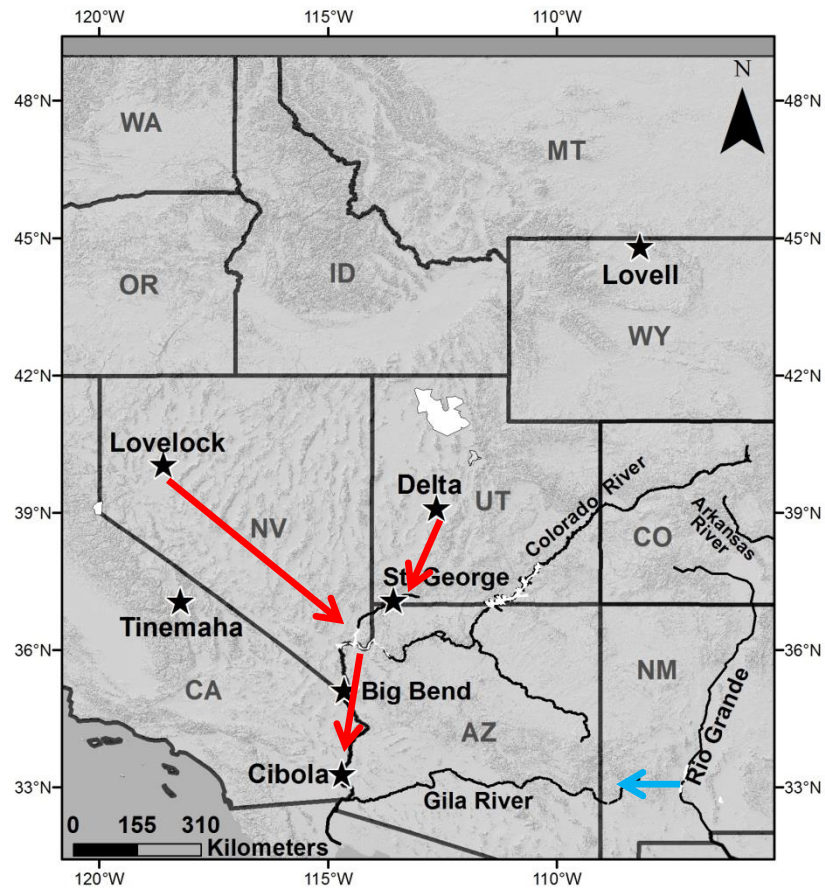 120°W 115°W 110°W
N
48°N 48°N
WA
MT
45°N 45°N
Lovell
OR
ID
WY
42°N 42°N
Lovelock
Delta
UT
Colorado River
Arkansas
River
39°N 39°N
NV
CO
St. George
Tinemaha
36°N 36°N
CA
Big Bend
NM
AZ
Rio Grande
Cibola
33°N 33°N
Gila River
0 155 310
Kilometers
120°W 115°W 110°W